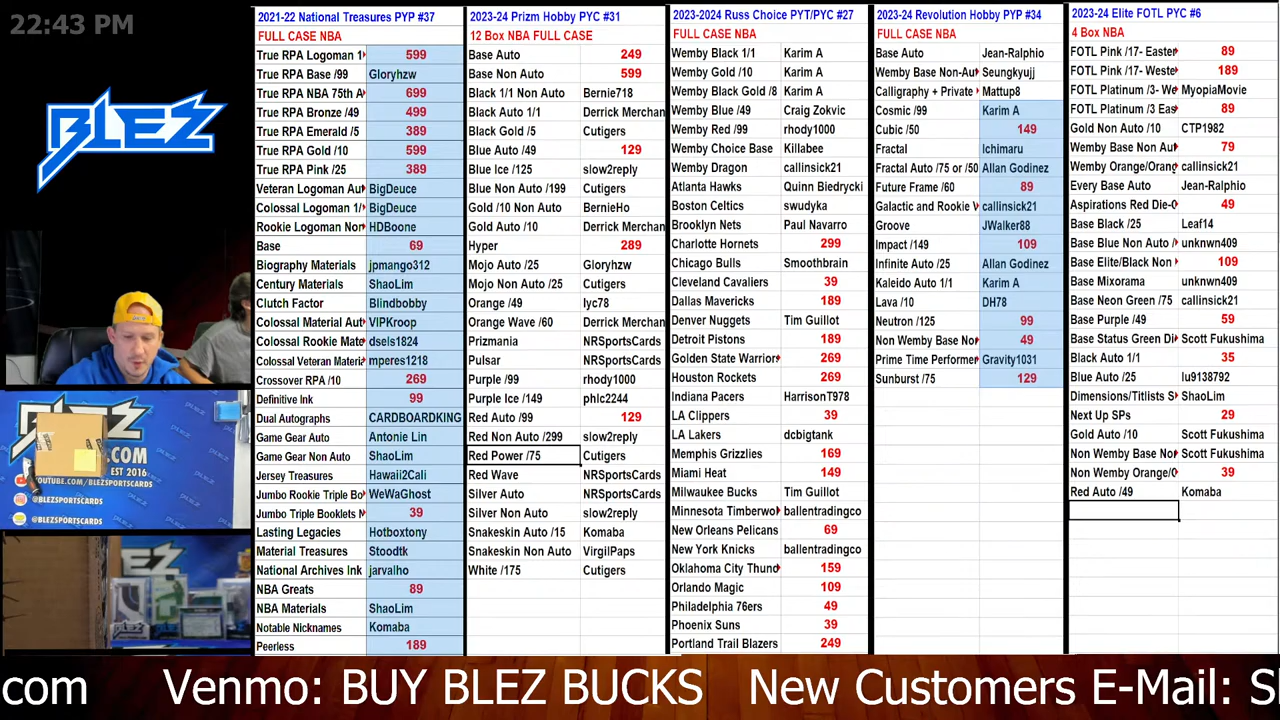 22:43 PM
BLEZ
.COM
EST 2016
YOUTUBE.COM/BLEZSPORTSCARDS
@BLEZSPORTSCARDS
@BLEZSPORTSCARDS
2021-22 National Treasures PYP #37
FULL CASE NBA
True RPA Logoman 1 599
True RPA Base /99 Gloryhzw
True RPA NBA 75th A 699
True RPA Bronze /49 499
True RPA Emerald /5 389
True RPA Gold /10 599
True RPA Pink /25 389
Veteran Logoman Au BigDeuce
Colossal Logoman 1/ BigDeuce
Rookie Logoman Nor HDBoone
Base 69
Biography Materials jpmango312
Century Materials ShaoLim
Clutch Factor Blindbobby
Colossal Material Aut VIPKroop
Colossal Rookie Mate dsels1824
Colossal Veteran Materi mperes1218
Crossover RPA /10 269
Definitive Ink 99
Dual Autographs CARDBOARDKING
Game Gear Auto Antonie Lin
Game Gear Non Auto ShaoLim
Jersey Treasures Hawaii2Cali
Jumbo Rookie Triple Bo WeWaGhost
Jumbo Triple Booklets N 39
Lasting Legacies Hotboxtony
Material Treasures Stoodtk
National Archives Ink jarvalho
NBA Greats 89
NBA Materials ShaoLim
Notable Nicknames Komaba
Peerless 189
2023-24 Prizm Hobby PYC #31
12 Box NBA FULL CASE
Base Auto 249
Base Non Auto 599
Black 1/1 Non Auto Bernie718
Black Auto 1/1 Derrick Merchan
Black Gold /5 Cutigers
Blue Auto /49 129
Blue Ice /125 slow2reply
Blue Non Auto /199 Cutigers
Gold /10 Non Auto BernieHo
Gold Auto /10 Derrick Merchan
Hyper 289
Mojo Auto /25 Gloryhzw
Mojo Non Auto /25 Cutigers
Orange /49 lyc78
Orange Wave /60 Derrick Merchan
Prizmania NRSportsCards
Pulsar NRSportsCards
Purple /99 rhody1000
Purple Ice /149 phlc2244
Red Auto /99 129
Red Non Auto /299 slow2reply
Red Power /75 Cutigers
Red Wave NRSportsCards
Silver Auto NRSportsCards
Silver Non Auto slow2reply
Snakeskin Auto /15 Komaba
Snakeskin Non Auto VirgilPaps
White /175 Cutigers
2023-2024 Russ Choice PYT/PYC #27
FULL CASE NBA
Wemby Black 1/1 Karim A
Wemby Gold /10 Karim A
Wemby Black Gold /8 Karim A
Wemby Blue /49 Craig Zokvic
Wemby Red /99 rhody1000
Wemby Choice Base Killabee
Wemby Dragon callinsick21
Atlanta Hawks Quinn Biedrycki
Boston Celtics swudyka
Brooklyn Nets Paul Navarro
Charlotte Hornets 299
Chicago Bulls Smoothbrain
Cleveland Cavaliers 39
Dallas Mavericks 189
Denver Nuggets Tim Guillot
Detroit Pistons 189
Golden State Warrior 269
Houston Rockets 269
Indiana Pacers HarrisonT978
LA Clippers 39
LA Lakers dcbigtank
Memphis Grizzlies 169
Miami Heat 149
Milwaukee Bucks Tim Guillot
Minnesota Timberwo ballentradingco
New Orleans Pelicans 69
New York Knicks ballentradingco
Oklahoma City Thund 159
Orlando Magic 109
Philadelphia 76ers 49
Phoenix Suns 39
Portland Trail Blazers 249
2023-24 Revolution Hobby PYP #34
FULL CASE NBA
Base Auto Jean-Ralphio
Wemby Base Non-Au Seungkyujj
Calligraphy + Private Mattup8
Cosmic /99 Karim A
Cubic /50 149
Fractal Ichimaru
Fractal Auto /75 or /50 Allan Godinez
Future Frame /60 89
Galactic and Rookie V callinsick21
Groove JWalker88
Impact /149 109
Infinite Auto /25 Allan Godinez
Kaleido Auto 1/1 Karim A
Lava /10 DH78
Neutron /125 99
Non Wemby Base No 49
Prime Time Performer Gravity1031
Sunburst /75 129
2023-24 Elite FOTL PYC #6
4 Box NBA
FOTL Pink /17- Easter 89
FOTL Pink /17- Weste 189
FOTL Platinum /3- We MyopiaMovie
FOTL Platinum /3 Eas 89
Gold Non Auto /10 CTP1982
Wemby Base Non Au 79
Wemby Orange/Orang callinsick21
Every Base Auto Jean-Ralphio
Aspirations Red Die-C 49
Base Black /25 Leaf14
Base Blue Non Auto / unknwn409
Base Elite/Black Non 109
Base Mixorama unknwn409
Base Neon Green /75 callinsick21
Base Purple /49 59
Base Status Green Di Scott Fukushima
Black Auto 1/1 35
Blue Auto /25 lu9138792
Dimensions/Titlists S ShaoLim
Next Up SPs 29
Gold Auto /10 Scott Fukushima
Non Wemby Base No Scott Fukushima
Non Wemby Orange/O 39
Red Auto /49 Komaba
com Venmo: BUY BLEZ BUCKS New Customers E-Mail: S